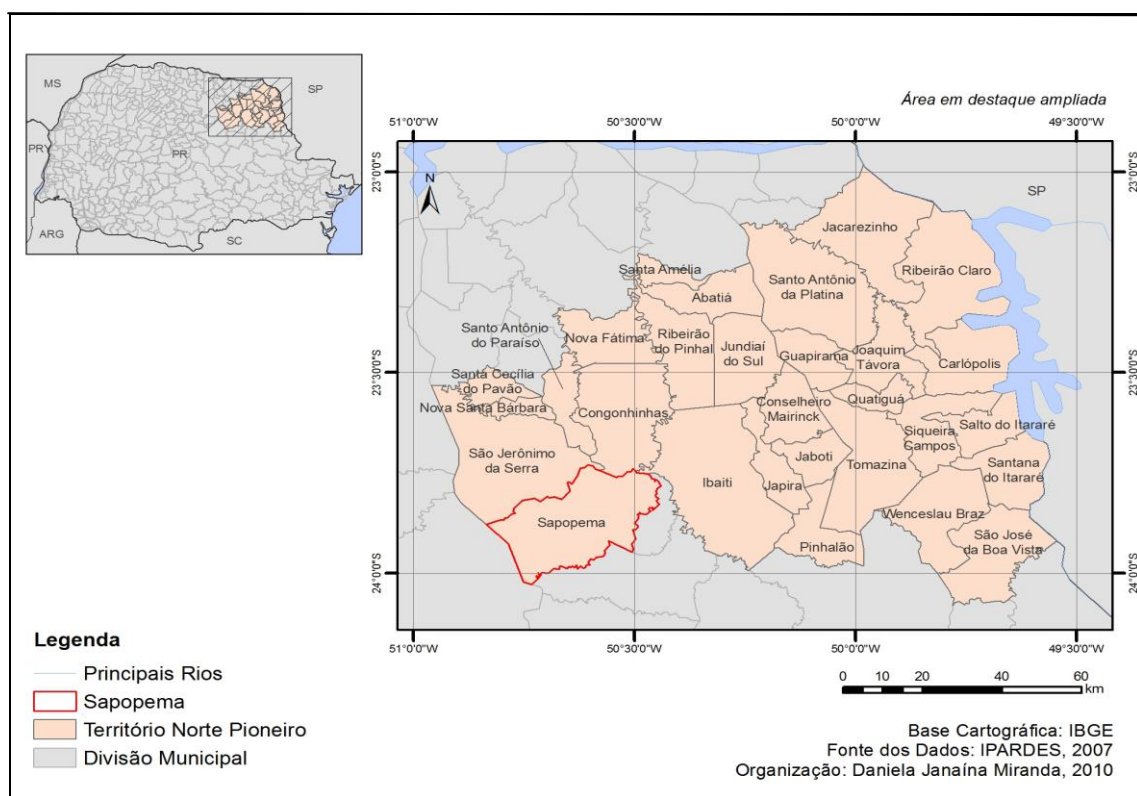 MS
SP
PRY
PR
ARG
SC
Área em destaque ampliada
51°0'0"W
50°30'0"W
50°0'0"W
49°30'0"W
23°0'0"S
23°0'0"S
N
SP
Jacarezinho
Santa Amélia
Ribeirão Claro
Santo Antônio
da Platina
Abatiá
Santo Antônio
do Paraíso
Nova Fátima
Ribeirão
do Pinhal
Jundiaí
do Sul
Guapirama
Joaquim
Távora
Carlópolis
23°30'0"S
23°30'0"S
Santa Cecília
do Pavão
Nova Santa Bárbara
Congonhinhas
Conselheiro
Mairinck
Quatiguá
Siqueira
Campos
Salto do Itararé
São Jerônimo
da Serra
Ibaiti
Jaboti
Japira
Tomazina
Santana
do Itararé
Sapopema
Wenceslau Braz
São José
da Boa Vista
Pinhalão
24°0'0"S
24°0'0"S
51°0'0"W
50°30'0"W
50°0'0"W
49°30'0"W
0 10 20 40 60
km
Legenda
Principais Rios
Sapopema
Território Norte Pioneiro
Divisão Municipal
Base Cartográfica: IBGE
Fonte dos Dados: IPARDES, 2007
Organização: Daniela Janaína Miranda, 2010